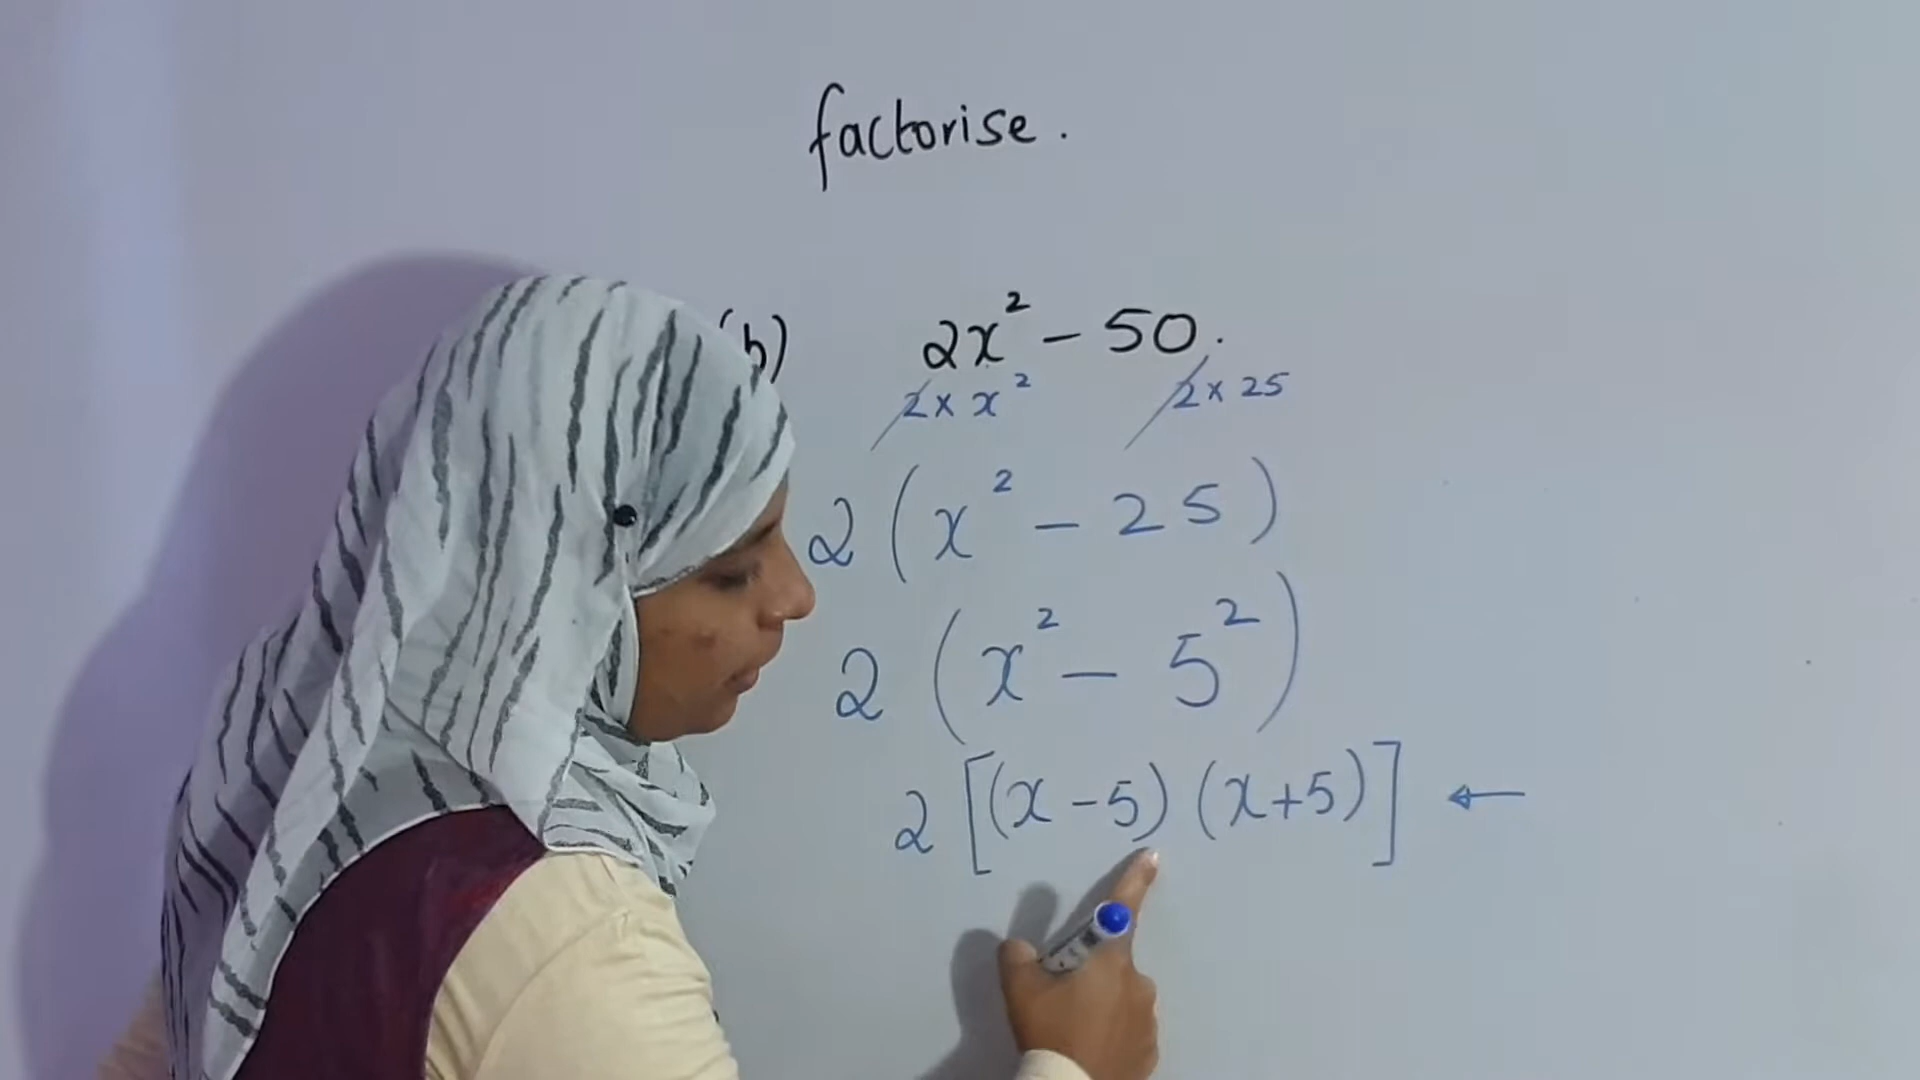 factorise.
(b) 2x² - 50.
2 x x² 2 x 25
2 (x² - 25)
2 (x² - 5²)
2 [(x - 5) (x + 5)] ←